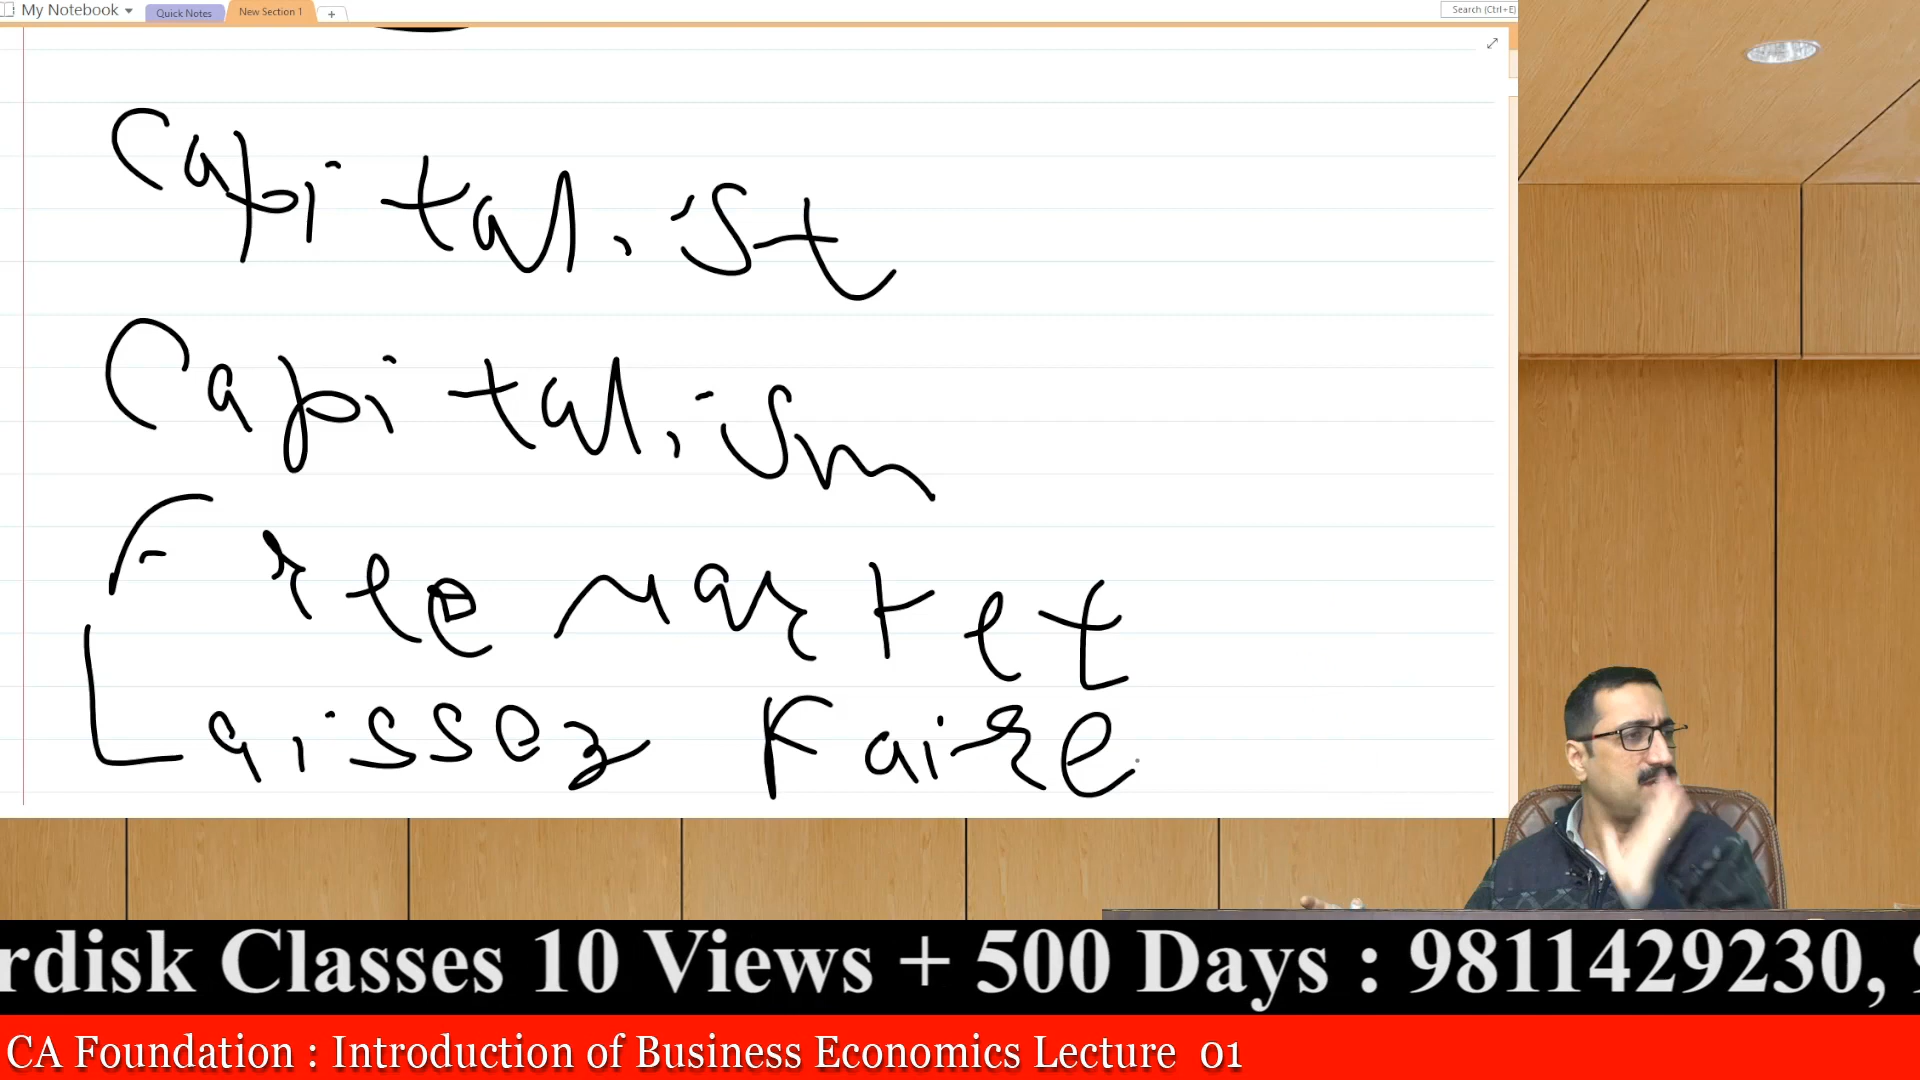 My Notebook
Quick Notes
New Section 1
+
Search (Ctrl+E)
Capitalist
Capitalism
Free market
Laissez Faire
rdisk Classes 10 Views + 500 Days : 9811429230, 9
CA Foundation : Introduction of Business Economics Lecture 01